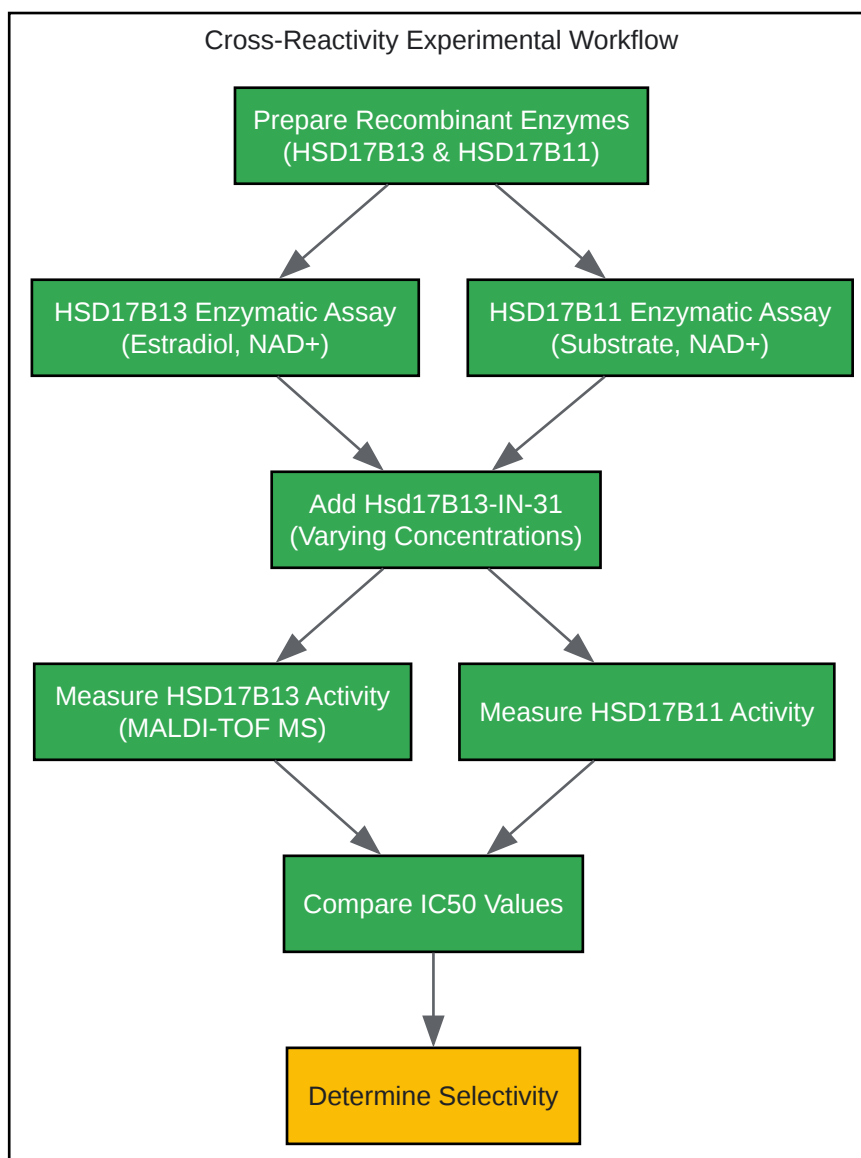 Cross-Reactivity Experimental Workflow
Prepare Recombinant Enzymes
(HSD17B13 & HSD17B11)
HSD17B13 Enzymatic Assay
(Estradiol, NAD+)
HSD17B11 Enzymatic Assay
(Substrate, NAD+)
Add Hsd17B13-IN-31
(Varying Concentrations)
Measure HSD17B13 Activity
(MALDI-TOF MS)
Measure HSD17B11 Activity
Compare IC50 Values
Determine Selectivity